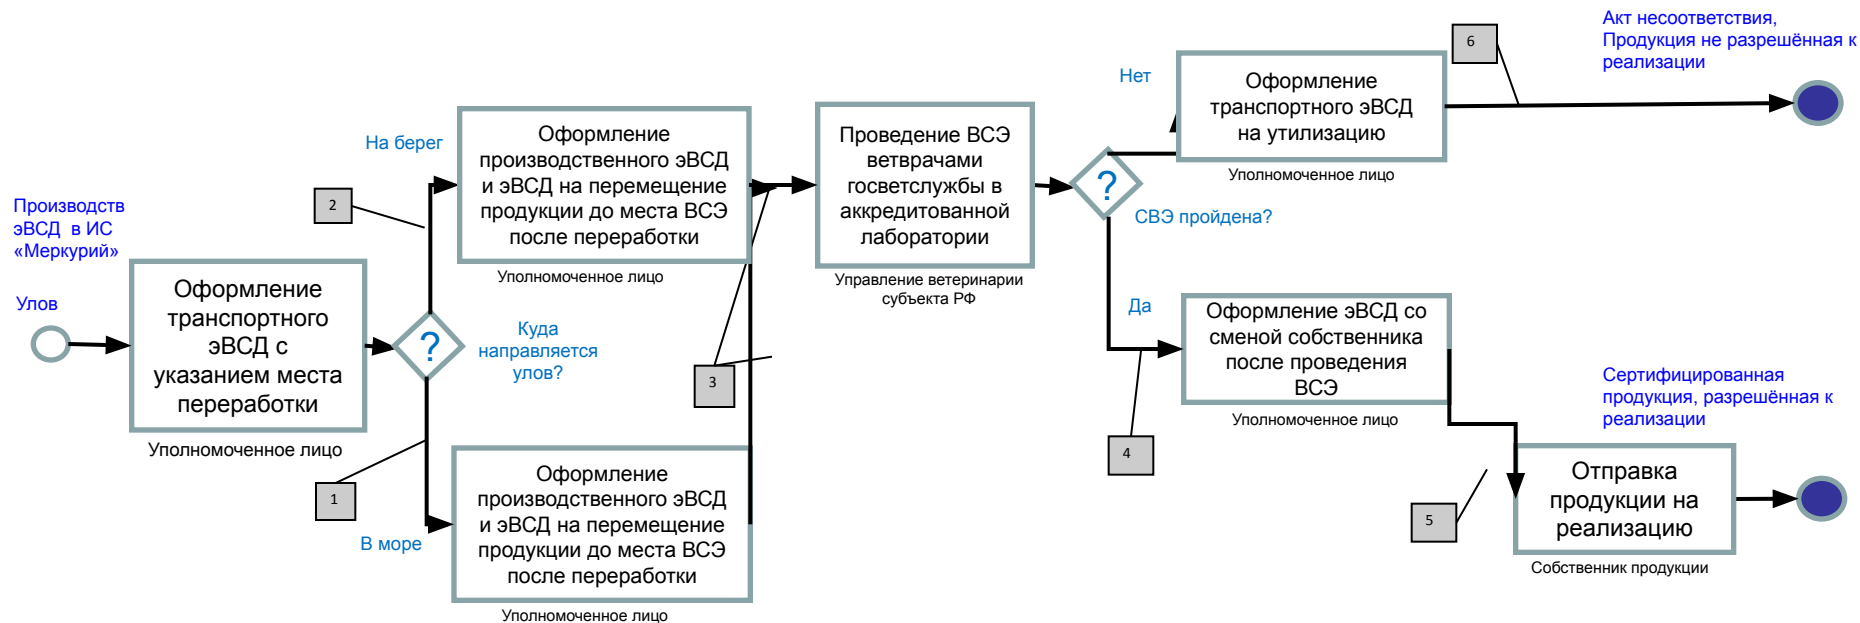 Производств
эВСД в ИС
«Меркурий»
Улов
Оформление
транспортного
эВСД с
указанием места
переработки
Уполномоченное лицо
?
Куда
направляется
улов?
На берег
2
Оформление
производственного эВСД
и эВСД на перемещение
продукции до места ВСЭ
после переработки
Уполномоченное лицо
1
В море
Оформление
производственного эВСД
и эВСД на перемещение
продукции до места ВСЭ
после переработки
Уполномоченное лицо
3
Проведение ВСЭ
ветврачами
госветслужбы в
аккредитованной
лаборатории
Управление ветеринарии
субъекта РФ
?
СВЭ пройдена?
Нет
Оформление
транспортного эВСД
на утилизацию
Уполномоченное лицо
6
Акт несоответствия,
Продукция не разрешённая к
реализации
Да
4
Оформление эВСД со
сменой собственника
после проведения
ВСЭ
Уполномоченное лицо
5
Сертифицированная
продукция, разрешённая к
реализации
Отправка
продукции на
реализацию
Собственник продукции